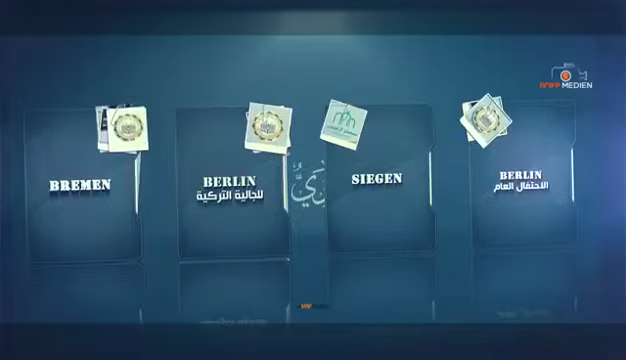 MEDIEN
BREMEN
BERLIN
للجالية التركية
SIEGEN
BERLIN
الاحتفال العام